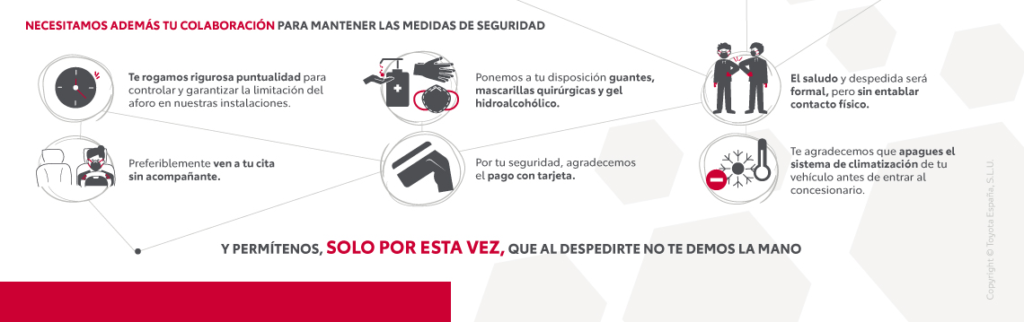 NECESITAMOS ADEMÁS TU COLABORACIÓN PARA MANTENER LAS MEDIDAS DE SEGURIDAD
Te rogamos rigurosa puntualidad para
controlar y garantizar la limitación del
aforo en nuestras instalaciones.
Ponemos a tu disposición guantes,
mascarillas quirúrgicas y gel
hidroalcohólico.
El saludo y despedida será
formal, pero sin entablar
contacto físico.
Preferiblemente ven a tu cita
sin acompañante.
Por tu seguridad, agradecemos
el pago con tarjeta.
Te agradecemos que apagues el
sistema de climatización de tu
vehículo antes de entrar al
concesionario.
Y PERMÍTENOS, SOLO POR ESTA VEZ, QUE AL DESPEDIRTE NO TE DEMOS LA MANO
Copyright © Toyota España, S.L.U.